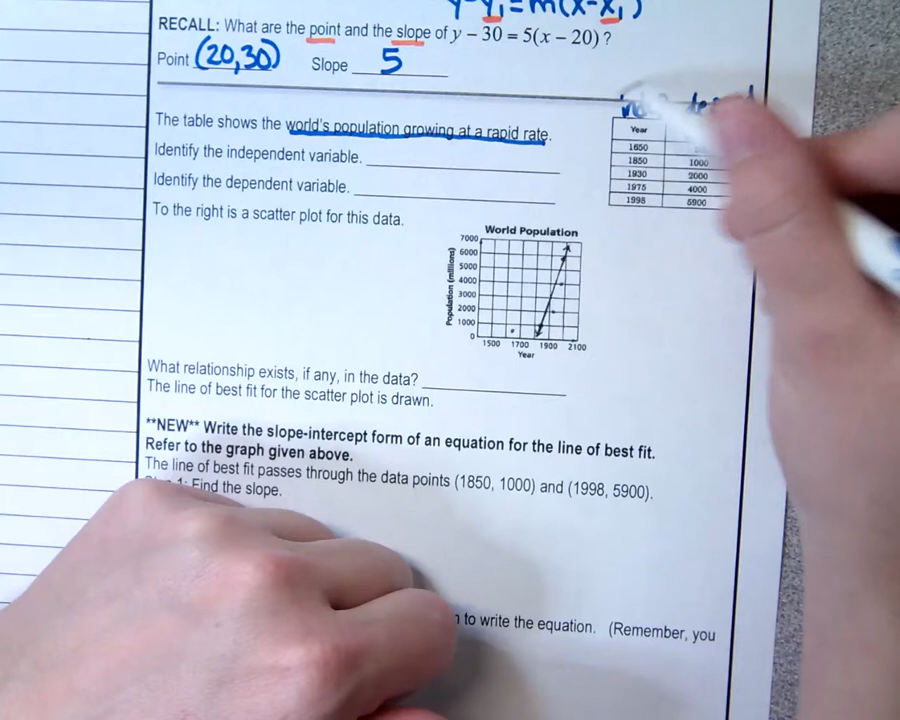 y-y₁=m(x-x₁)
RECALL: What are the point and the slope of y – 30 = 5(x – 20) ?
Point (20,30) Slope 5
The table shows the world's population growing at a rapid rate.
Identify the independent variable.
Identify the dependent variable.
To the right is a scatter plot for this data.
Year
1650
1850 1000
1930 2000
1975 4000
1998 5900
World Population
Population (millions)
7000
6000
5000
4000
3000
2000
1000
0
1500 1700 1900 2100
Year
What relationship exists, if any, in the data?
The line of best fit for the scatter plot is drawn.
**NEW** Write the slope-intercept form of an equation for the line of best fit.
Refer to the graph given above.
The line of best fit passes through the data points (1850, 1000) and (1998, 5900).
1: Find the slope.
to write the equation. (Remember, you